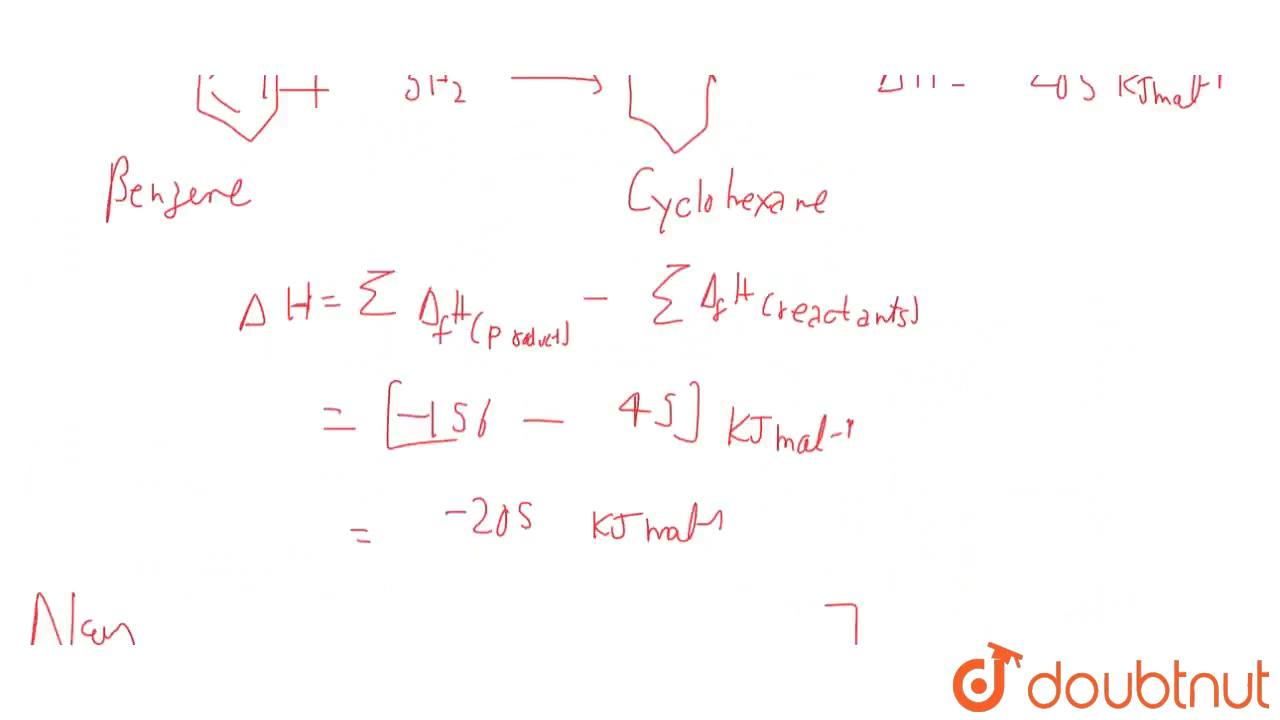 + 3H2 → ΔH = -205 KJmol-1
Benzene Cyclohexane
ΔH = Σ ΔfH(product) - Σ ΔfH(reactants)
= [-156 - 45] KJmol-1
= -205 KJmol-1
doubtnut